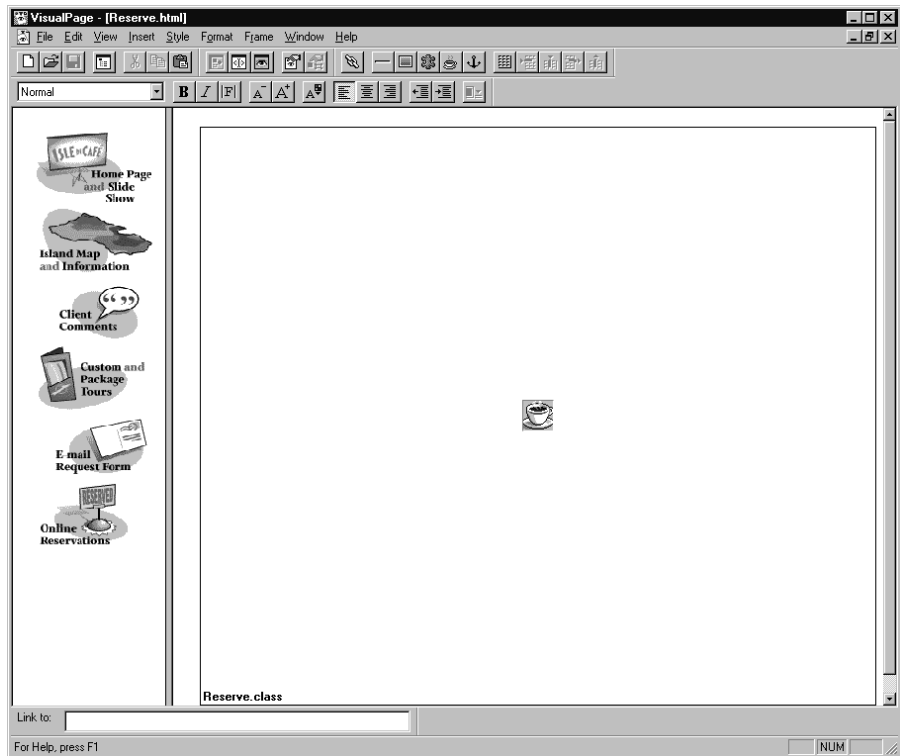 VisualPage - [Reserve.html]
File Edit View Insert Style Format Frame Window Help
Normal B I |F| A- A+ A
ISLE DE CAFE
Home Page
and Slide
Show
Island Map
and Information
Client
Comments
Custom and
Package
Tours
E-mail
Request Form
RESERVED
Online
Reservations
Reserve.class
Link to:
For Help, press F1 NUM